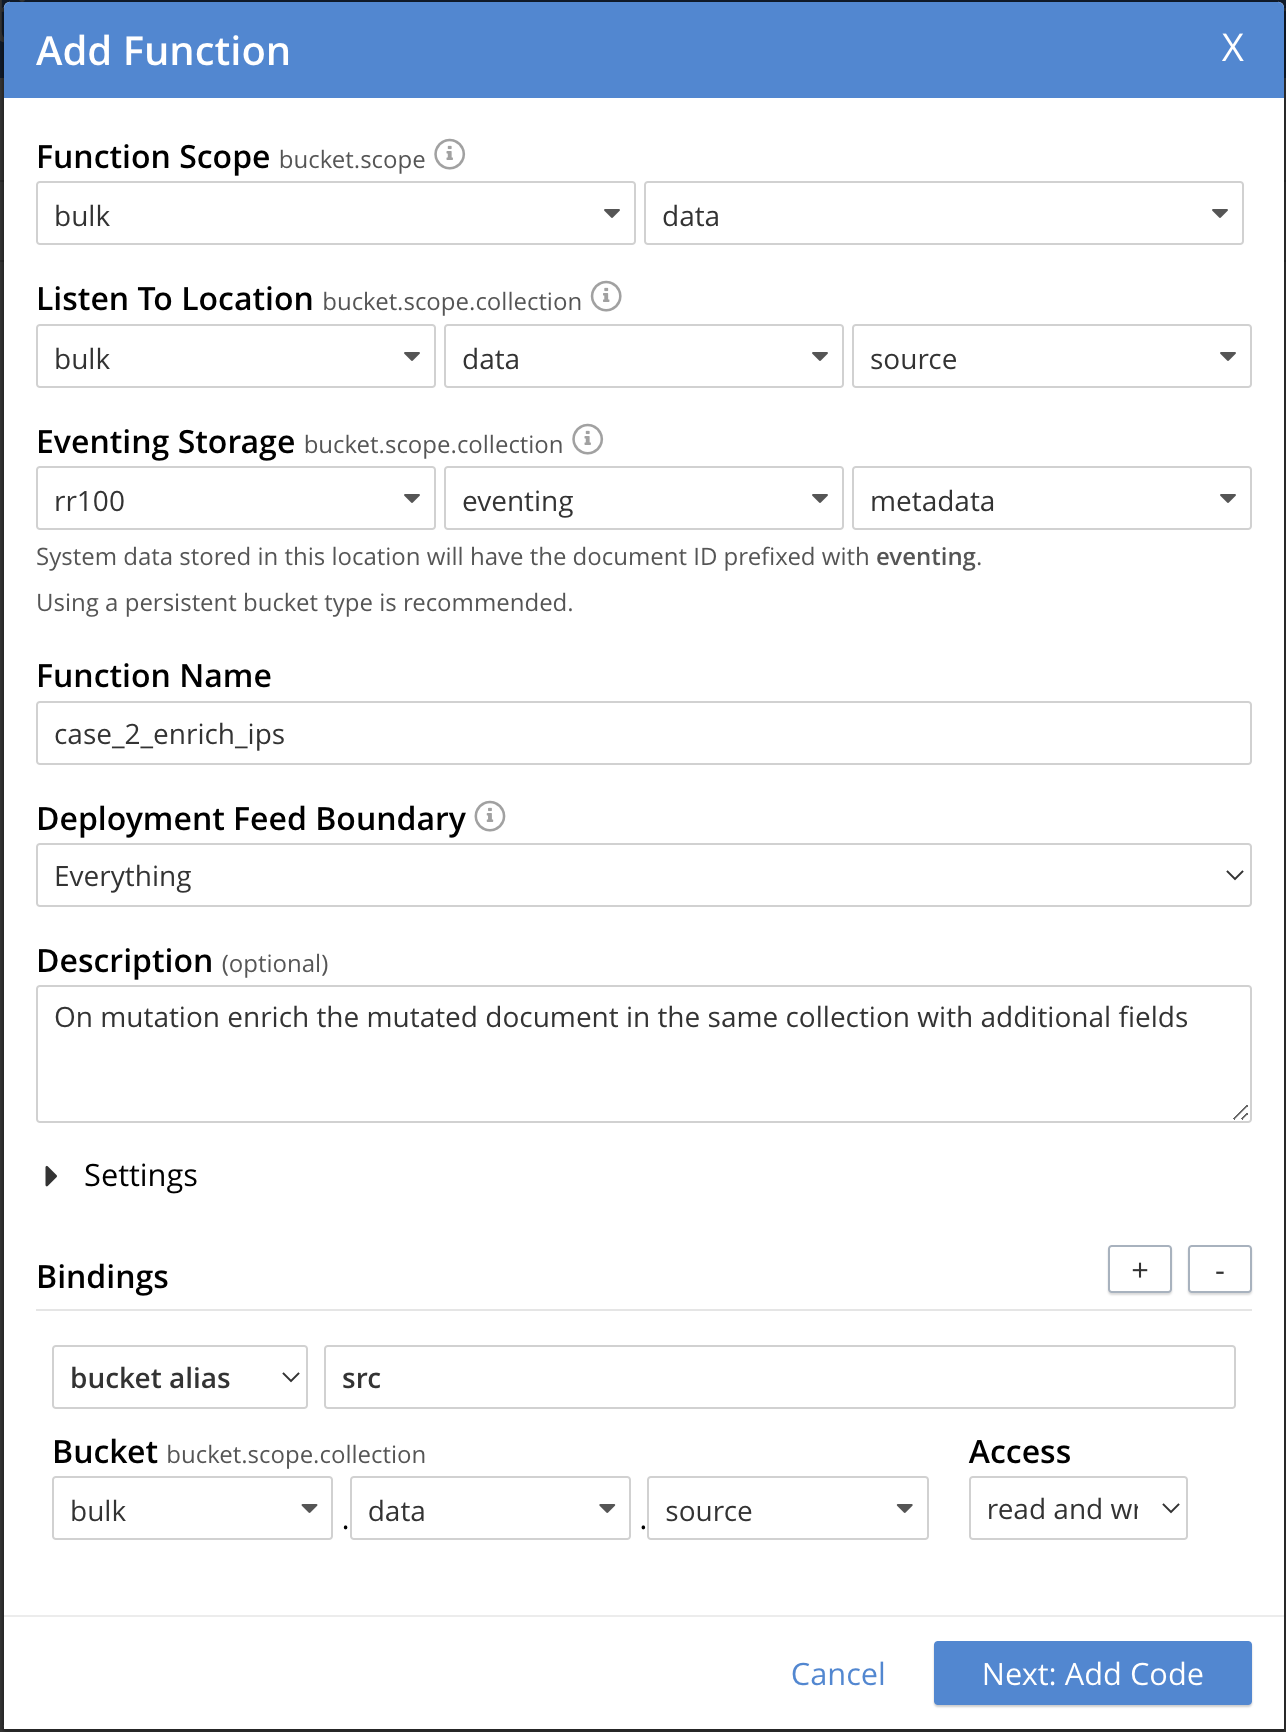 Add Function X
Function Scope bucket.scope
bulk data
Listen To Location bucket.scope.collection
bulk data source
Eventing Storage bucket.scope.collection
rr100 eventing metadata
System data stored in this location will have the document ID prefixed with eventing.
Using a persistent bucket type is recommended.
Function Name
case_2_enrich_ips
Deployment Feed Boundary
Everything
Description (optional)
On mutation enrich the mutated document in the same collection with additional fields
Settings
Bindings + -
bucket alias src
Bucket bucket.scope.collection Access
bulk . data . source read and wr
Cancel Next: Add Code